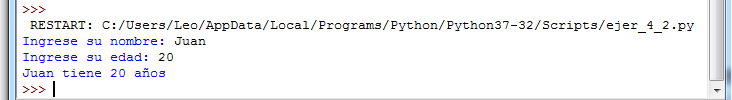 >>>
RESTART: C:/Users/Leo/AppData/Local/Programs/Python/Python37-32/Scripts/ejer_4_2.py
Ingrese su nombre: Juan
Ingrese su edad: 20
Juan tiene 20 años
>>>